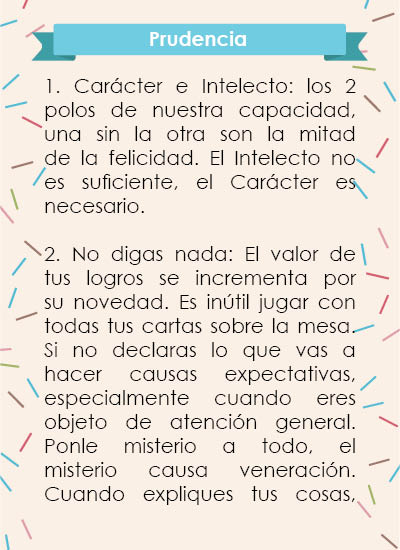 Prudencia
1. Carácter e Intelecto: los 2
polos de nuestra capacidad,
una sin la otra son la mitad
de la felicidad. El Intelecto no
es suficiente, el Carácter es
necesario.
2. No digas nada: El valor de
tus logros se incrementa por
su novedad. Es inútil jugar con
todas tus cartas sobre la mesa.
Si no declaras lo que vas a
hacer causas expectativas,
especialmente cuando eres
objeto de atención general.
Ponle misterio a todo, el
misterio causa veneración.
Cuando expliques tus cosas,